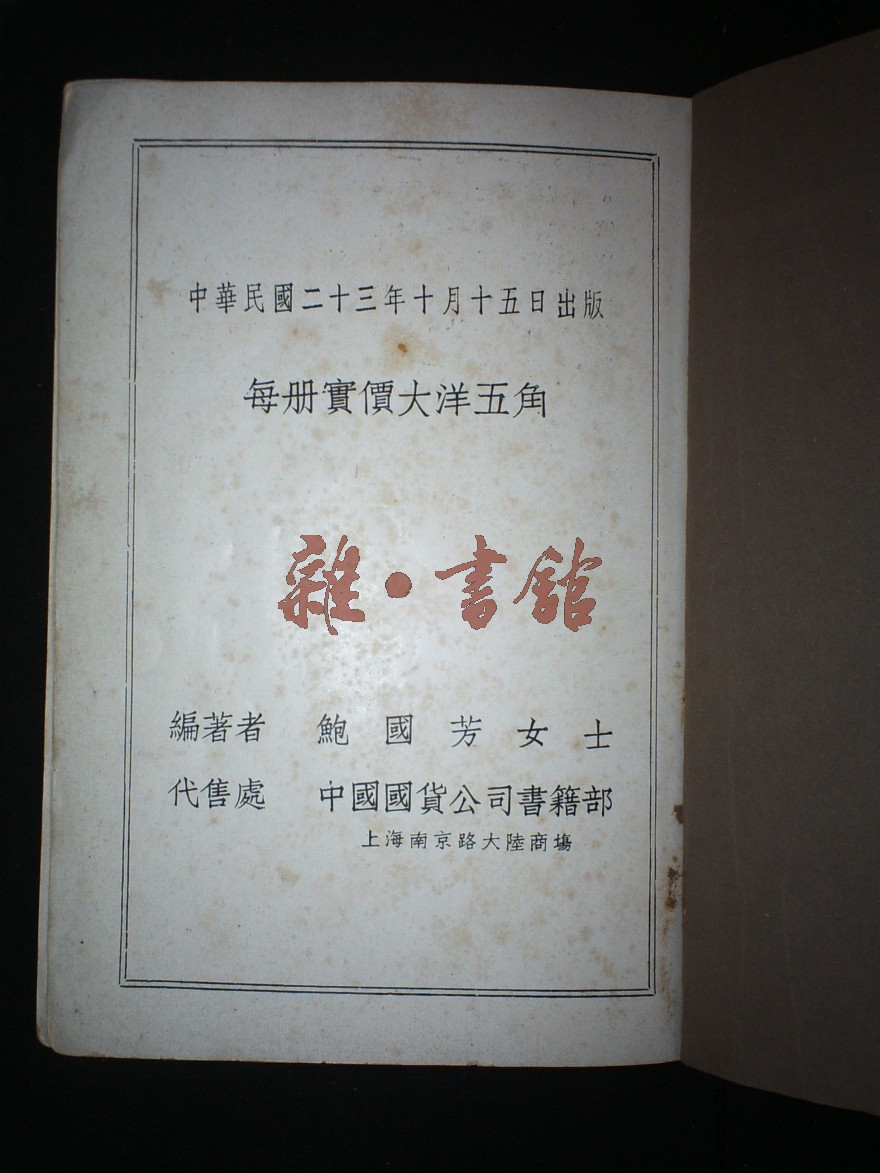 中華民國二十三年十月十五日出版
每册實價大洋五角
雜•書館
編著者 鮑國芳女士
代售處 中國國貨公司書籍部
上海南京路大陸商場